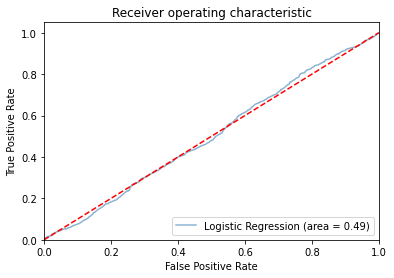 Receiver operating characteristic
True Positive Rate
1.0
0.8
0.6
0.4
0.2
0.0
Logistic Regression (area = 0.49)
0.0 0.2 0.4 0.6 0.8 1.0
False Positive Rate